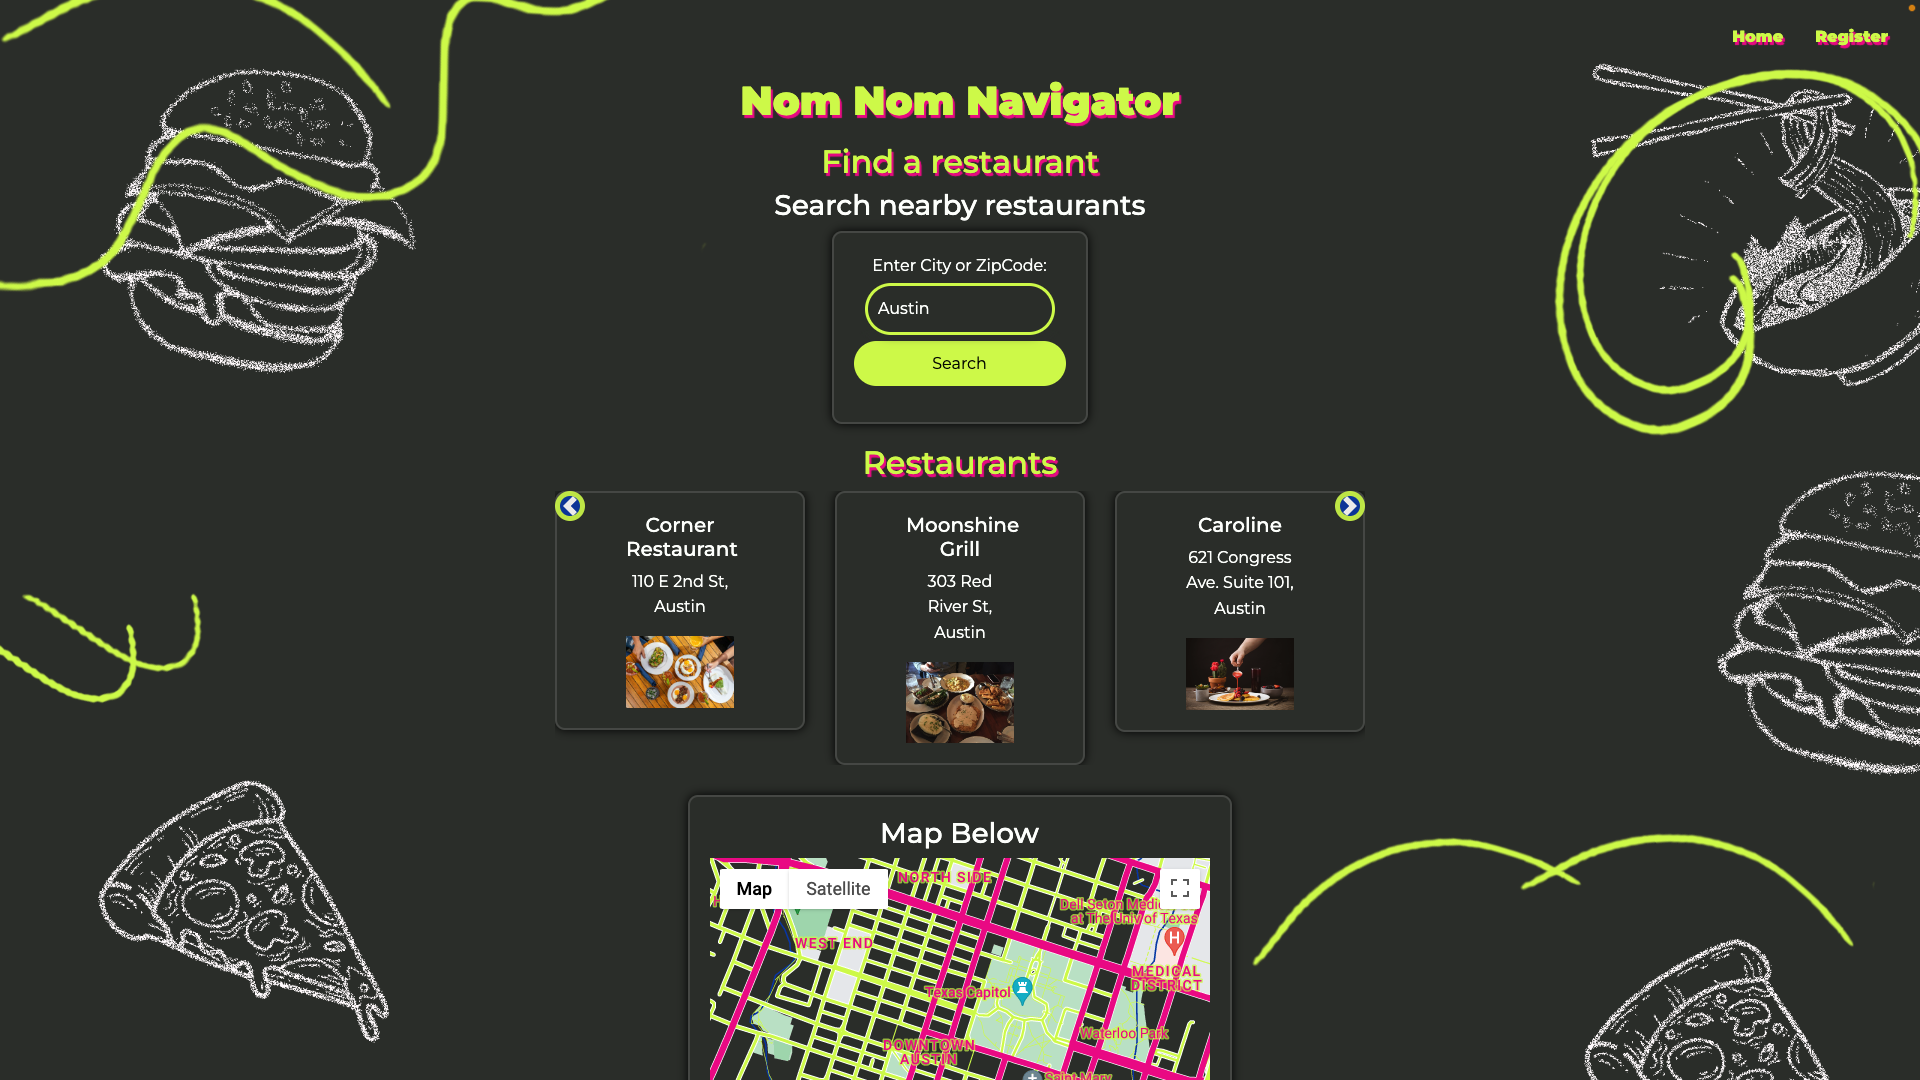 Home
Register
Nom Nom Navigator
Find a restaurant
Search nearby restaurants
Enter City or ZipCode:
Austin
Search
Restaurants
Corner
Restaurant
110 E 2nd St,
Austin
Moonshine
Grill
303 Red
River St,
Austin
Caroline
621 Congress
Ave. Suite 101,
Austin
Map Below
Map
Satellite
NORTH SIDE
Dell Seton Medic
at The Univ of Texas
H
WEST END
MEDICAL
DISTRICT
Texas Capitol
Waterloo Park
DOWNTOWN
AUSTIN
Saint Mary